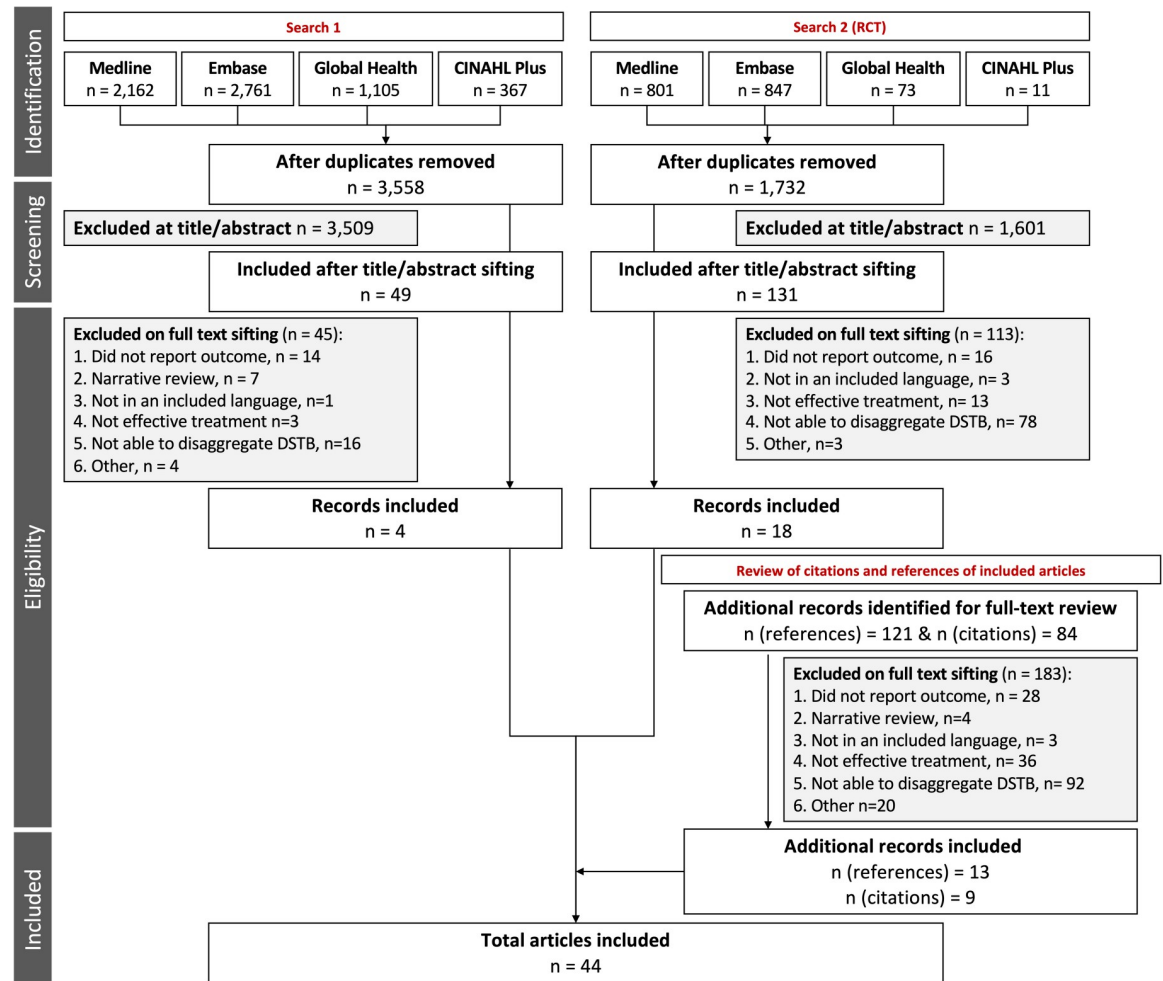 Identification
Search 1
Medline
n = 2,162
Embase
n = 2,761
Global Health
n = 1,105
CINAHL Plus
n = 367
Search 2 (RCT)
Medline
n = 801
Embase
n = 847
Global Health
n = 73
CINAHL Plus
n = 11
After duplicates removed
n = 3,558
After duplicates removed
n = 1,732
Screening
Excluded at title/abstract n = 3,509
Excluded at title/abstract n = 1,601
Included after title/abstract sifting
n = 49
Included after title/abstract sifting
n = 131
Eligibility
Excluded on full text sifting (n = 45):
1. Did not report outcome, n = 14
2. Narrative review, n = 7
3. Not in an included language, n=1
4. Not effective treatment n=3
5. Not able to disaggregate DSTB, n=16
6. Other, n = 4
Excluded on full text sifting (n = 113):
1. Did not report outcome, n = 16
2. Not in an included language, n= 3
3. Not effective treatment, n= 13
4. Not able to disaggregate DSTB, n= 78
5. Other, n=3
Records included
n = 4
Records included
n = 18
Review of citations and references of included articles
Additional records identified for full-text review
n (references) = 121 & n (citations) = 84
Excluded on full text sifting (n = 183):
1. Did not report outcome, n = 28
2. Narrative review, n=4
3. Not in an included language, n= 3
4. Not effective treatment, n= 36
5. Not able to disaggregate DSTB, n= 92
6. Other n=20
Included
Additional records included
n (references) = 13
n (citations) = 9
Total articles included
n = 44